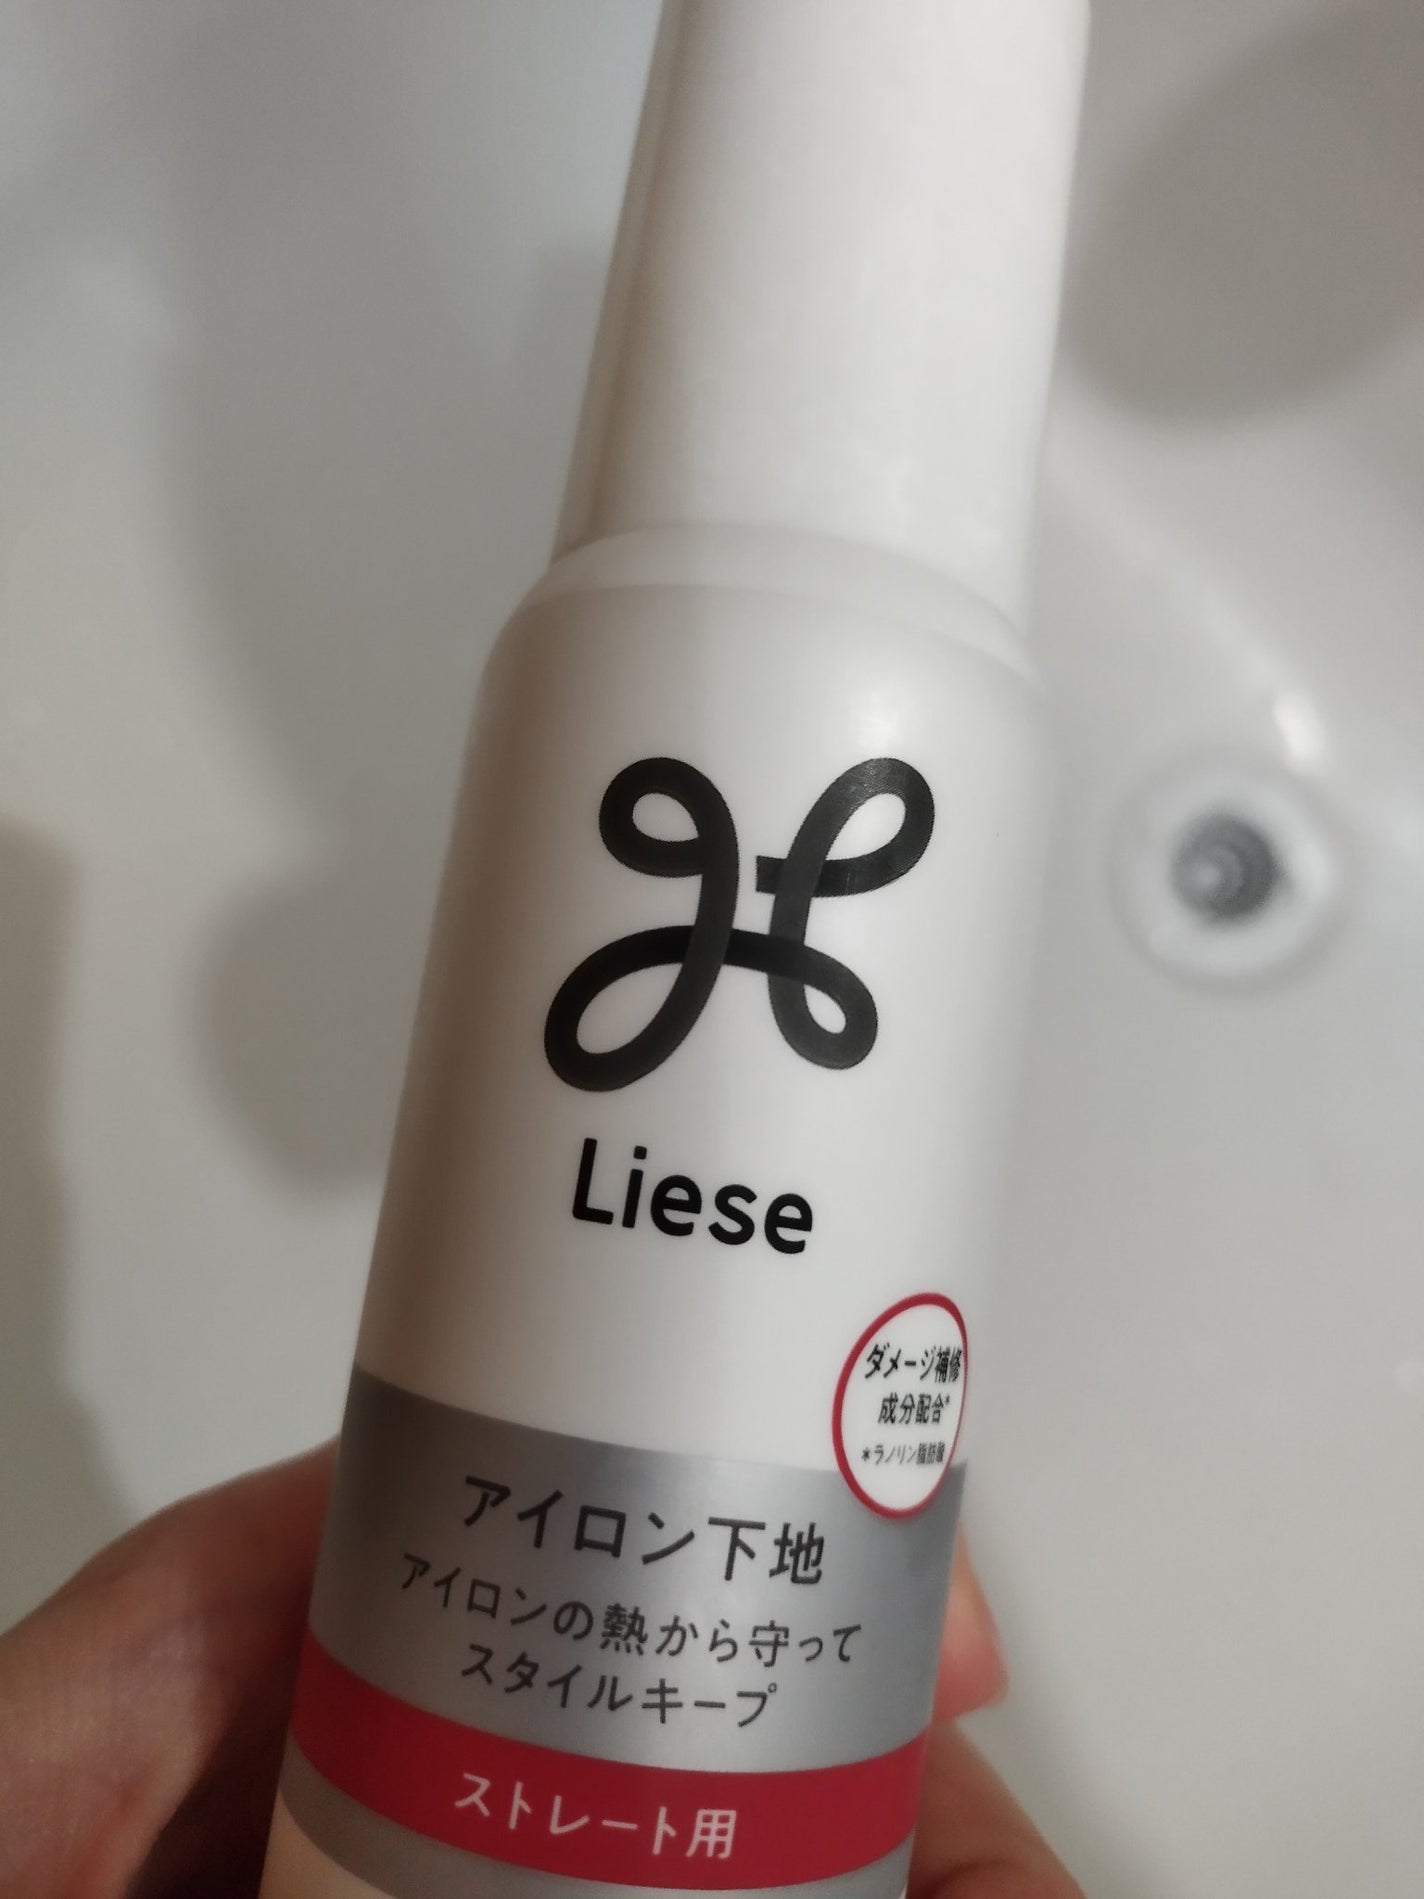 Liese
ダメージ補修
成分配合*
*ラノリン脂肪酸
アイロン下地
アイロンの熱から守って
スタイルキープ
ストレート用